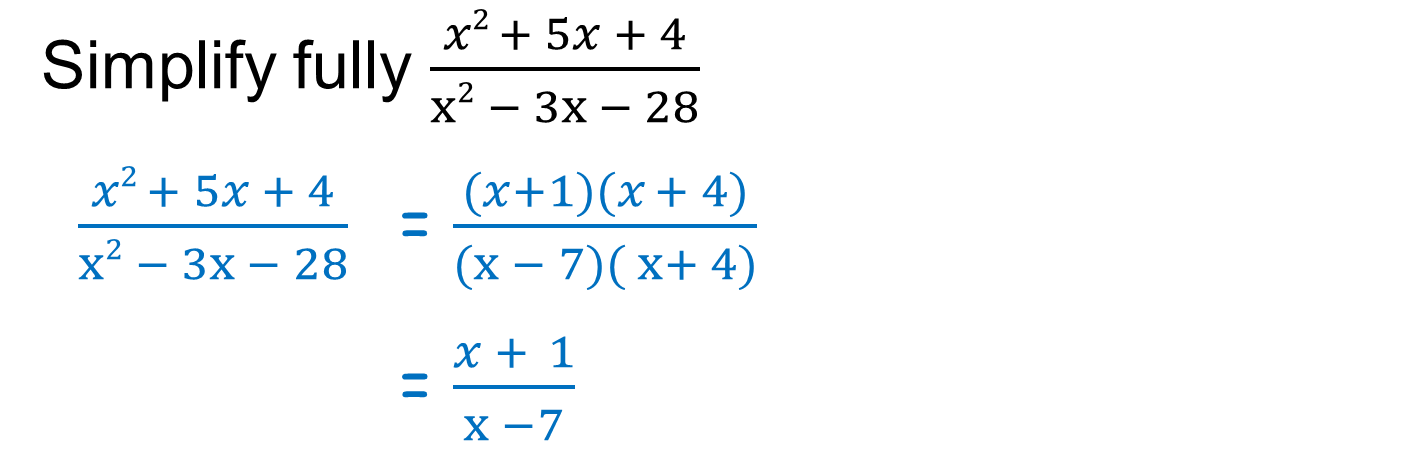 Simplify fully (x² + 5x + 4)/(x² − 3x − 28)
(x² + 5x + 4)/(x² − 3x − 28) = ((x+1)(x + 4))/((x − 7)( x+ 4))
= (x + 1)/(x −7)